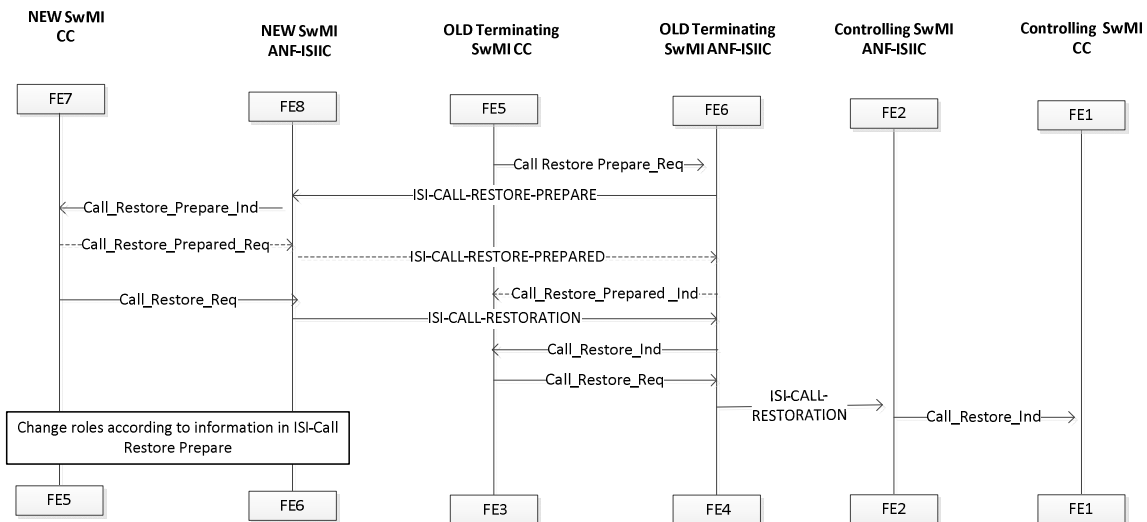 NEW SwMI
CC
NEW SwMI
ANF-ISIIC
OLD Terminating
SwMI CC
OLD Terminating
SwMI ANF-ISIIC
Controlling SwMI
ANF-ISIIC
Controlling SwMI
CC
FE7
FE8
FE5
FE6
FE2
FE1
Call Restore Prepare_Req
ISI-CALL-RESTORE-PREPARE
Call_Restore_Prepare_Ind
Call_Restore_Prepared_Req
ISI-CALL-RESTORE-PREPARED
Call_Restore_Prepared _Ind
Call_Restore_Req
ISI-CALL-RESTORATION
Call_Restore_Ind
Call_Restore_Req
ISI-CALL-
RESTORATION
Call_Restore_Ind
Change roles according to information in ISI-Call
Restore Prepare
FE5
FE6
FE3
FE4
FE2
FE1